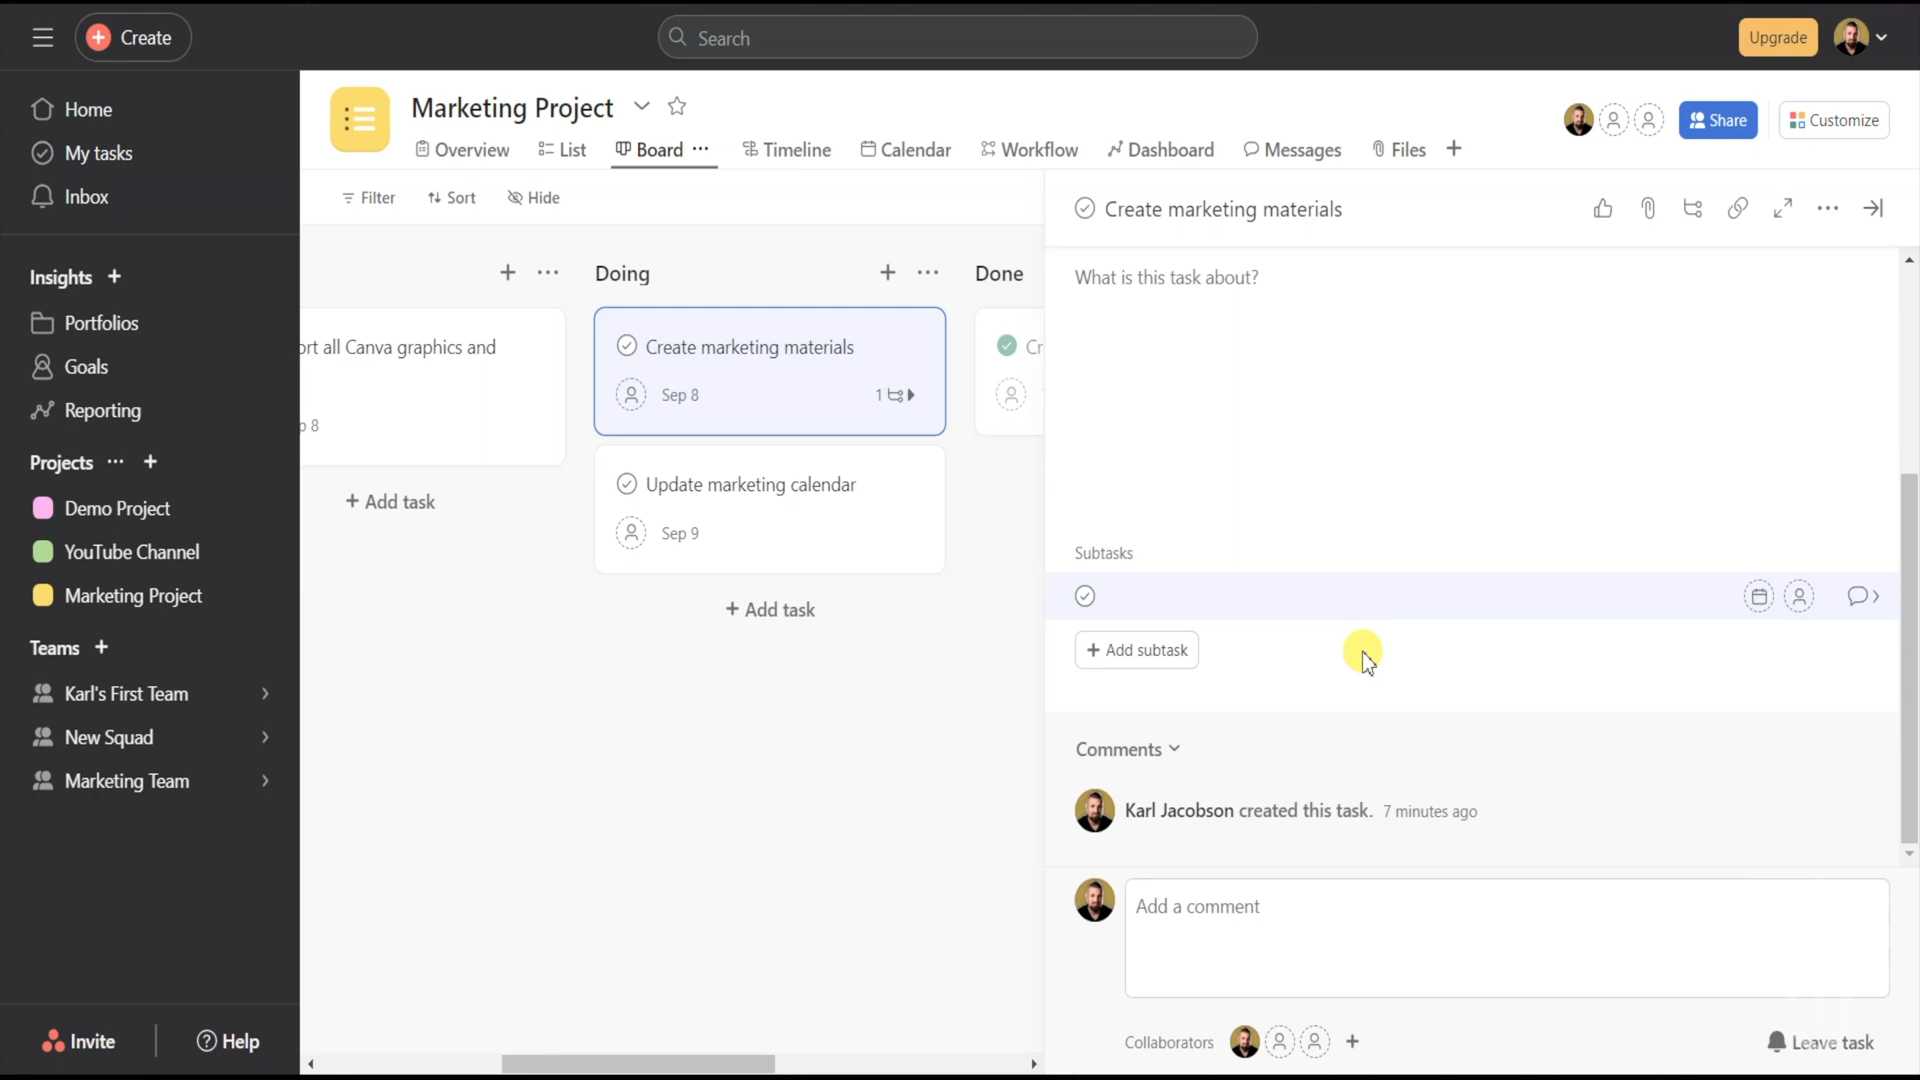 Create
Search
Upgrade
Home
My tasks
Inbox
Insights
Portfolios
Goals
Reporting
Projects
Demo Project
YouTube Channel
Marketing Project
Teams
Karl's First Team
New Squad
Marketing Team
Invite
Help
Marketing Project
Share
Customize
Overview
List
Board
Timeline
Calendar
Workflow
Dashboard
Messages
Files
Filter
Sort
Hide
ort all Canva graphics and
8
+ Add task
Doing
Create marketing materials
Sep 8
1
Update marketing calendar
Sep 9
+ Add task
Done
Cr
Create marketing materials
What is this task about?
Subtasks
+ Add subtask
Comments
Karl Jacobson created this task. 7 minutes ago
Add a comment
Collaborators
Leave task